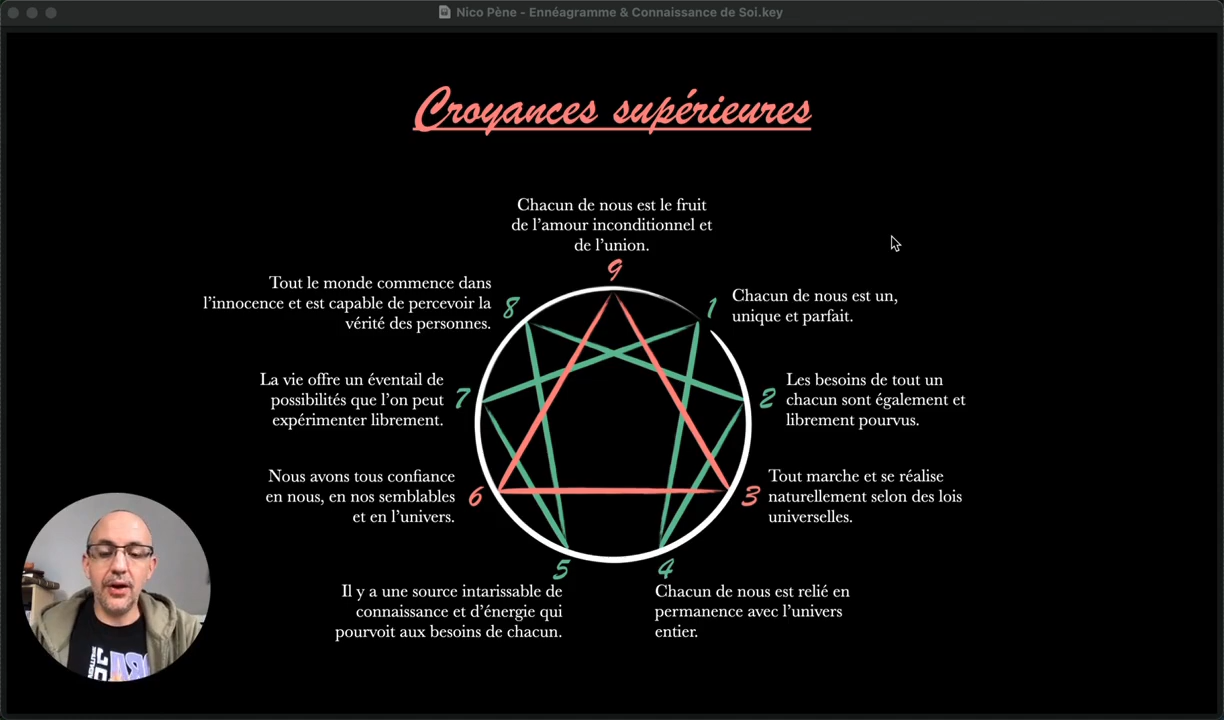 Nico Pène - Ennéagramme & Connaissance de Soi.key
Croyances supérieures
Chacun de nous est le fruit
de l’amour inconditionnel et
de l’union.
9
Tout le monde commence dans
l’innocence et est capable de percevoir la
vérité des personnes.
8
1
Chacun de nous est un,
unique et parfait.
La vie offre un éventail de
possibilités que l’on peut
expérimenter librement.
7
2
Les besoins de tout un
chacun sont également et
librement pourvus.
Nous avons tous confiance
en nous, en nos semblables
et en l’univers.
6
3
Tout marche et se réalise
naturellement selon des lois
universelles.
5
Il y a une source intarissable de
connaissance et d’énergie qui
pourvoit aux besoins de chacun.
4
Chacun de nous est relié en
permanence avec l’univers
entier.